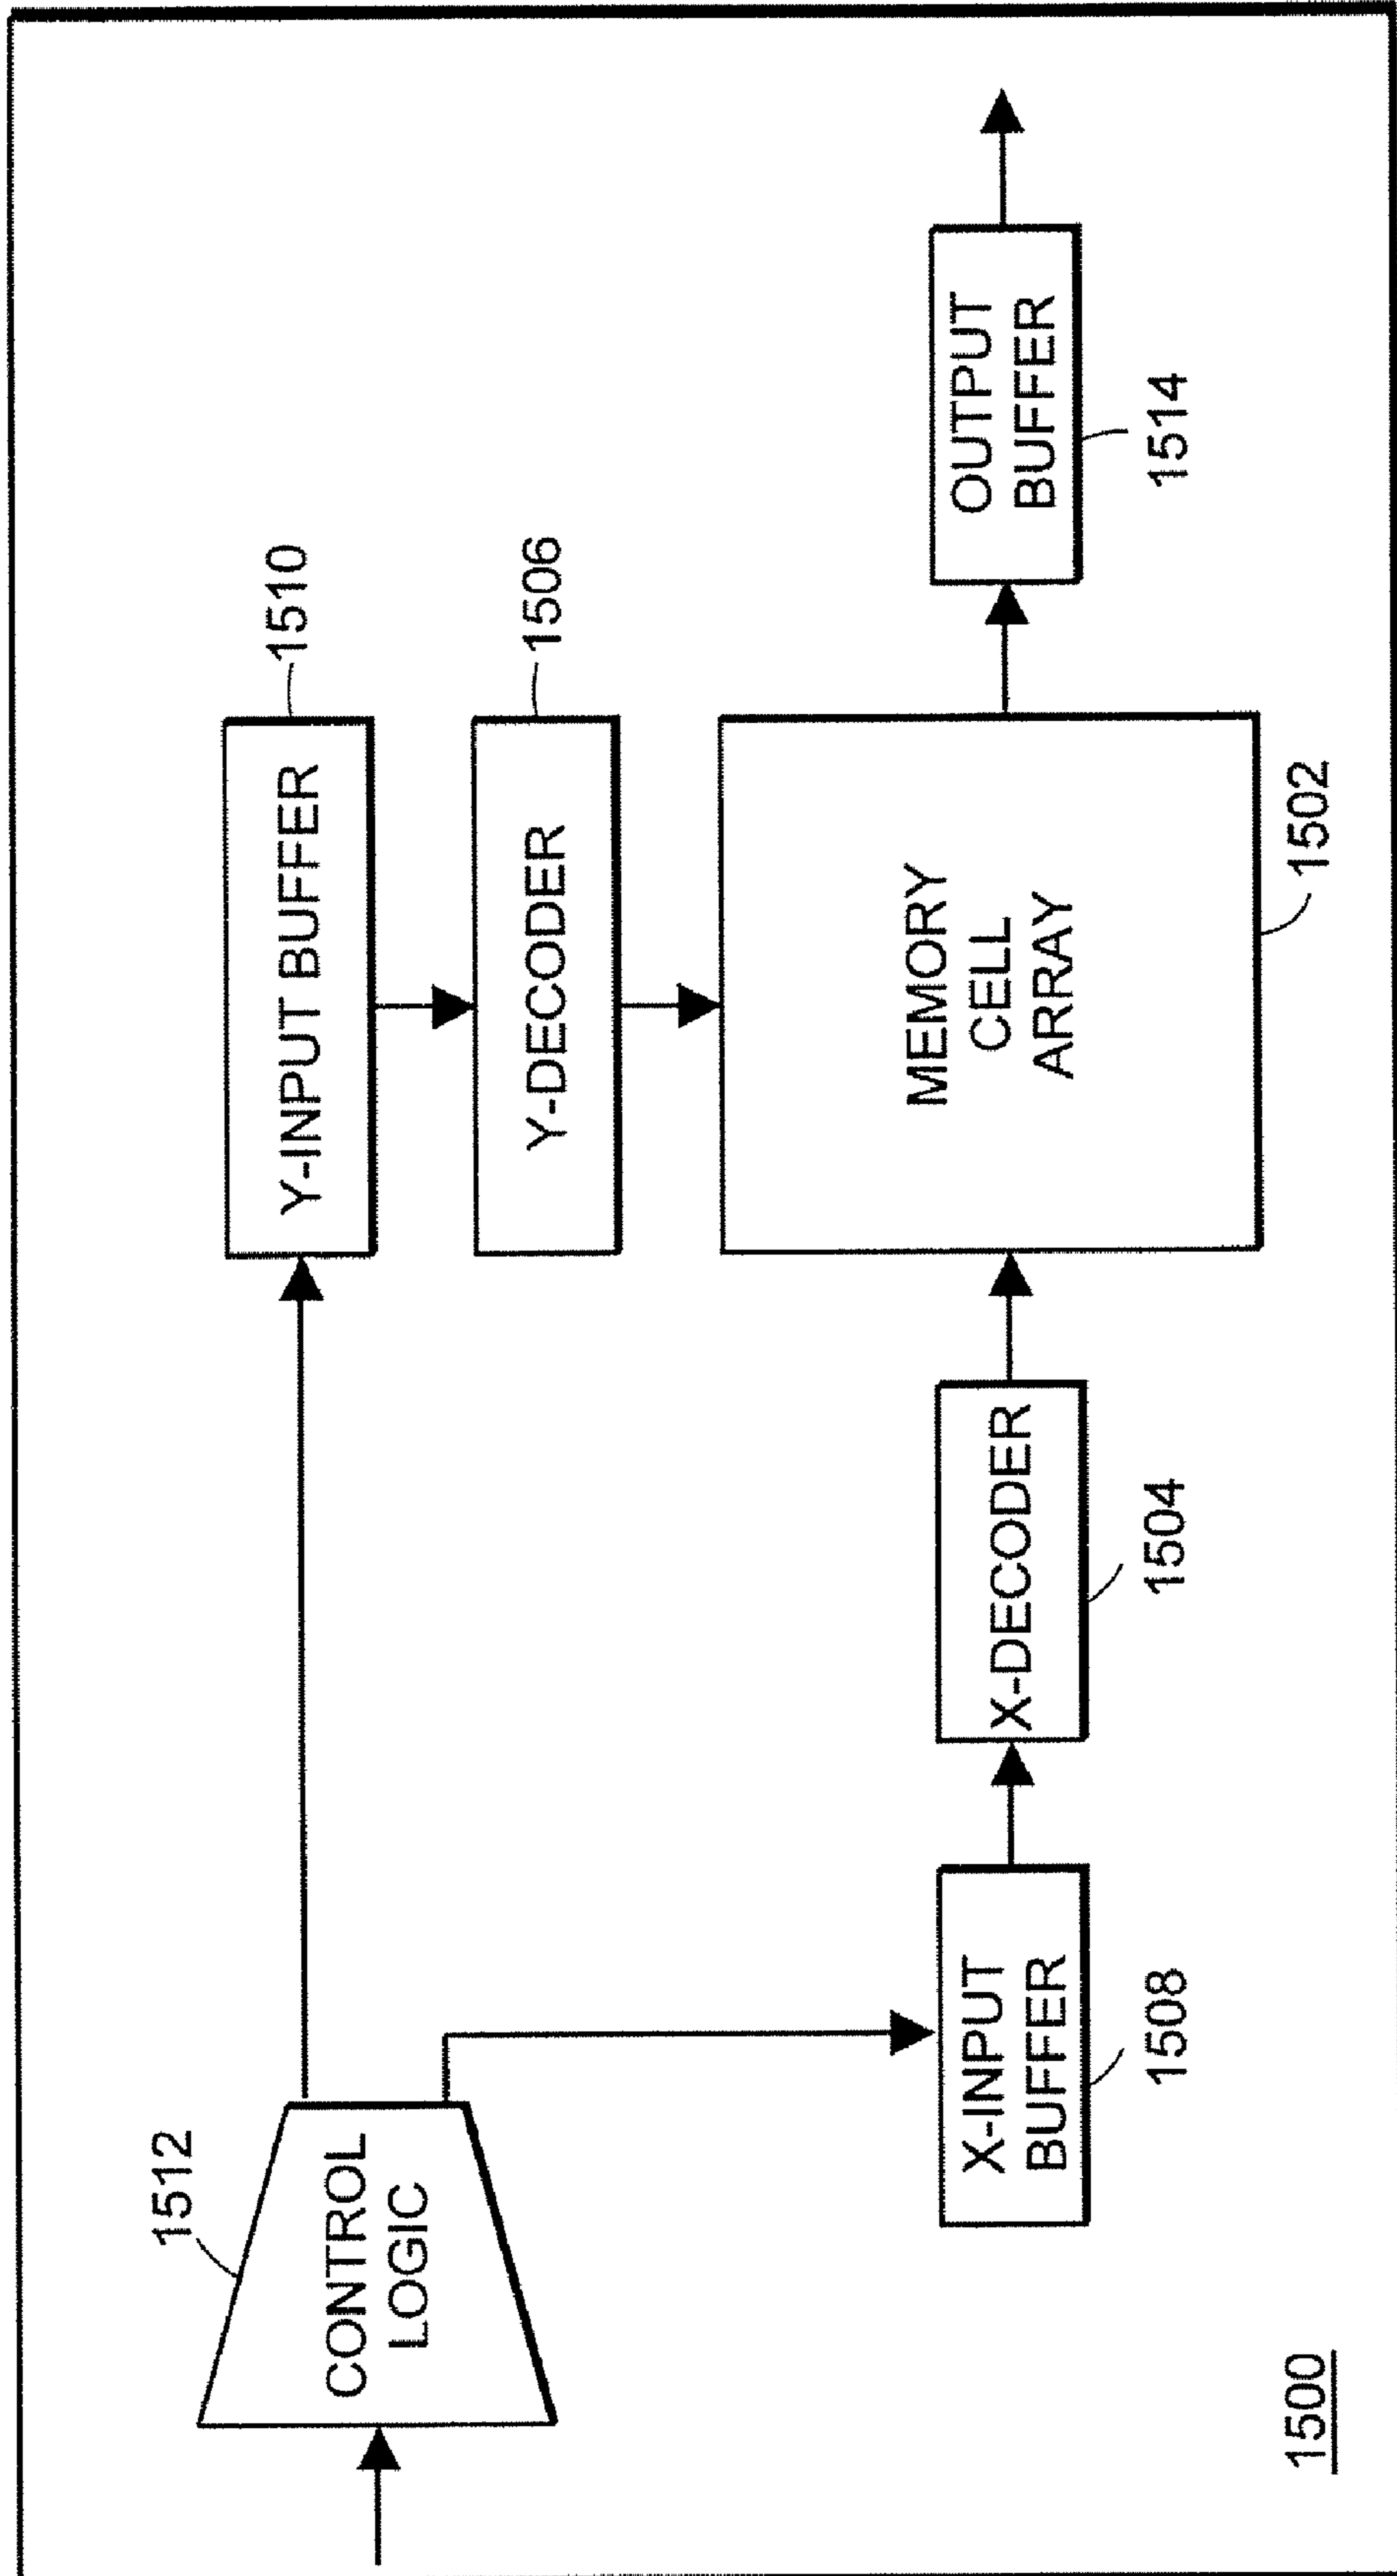 1512
CONTROL
LOGIC
Y-INPUT BUFFER
1510
Y-DECODER
1506
X-INPUT
BUFFER
1508
X-DECODER
1504
MEMORY
CELL
ARRAY
1502
OUTPUT
BUFFER
1514
1500